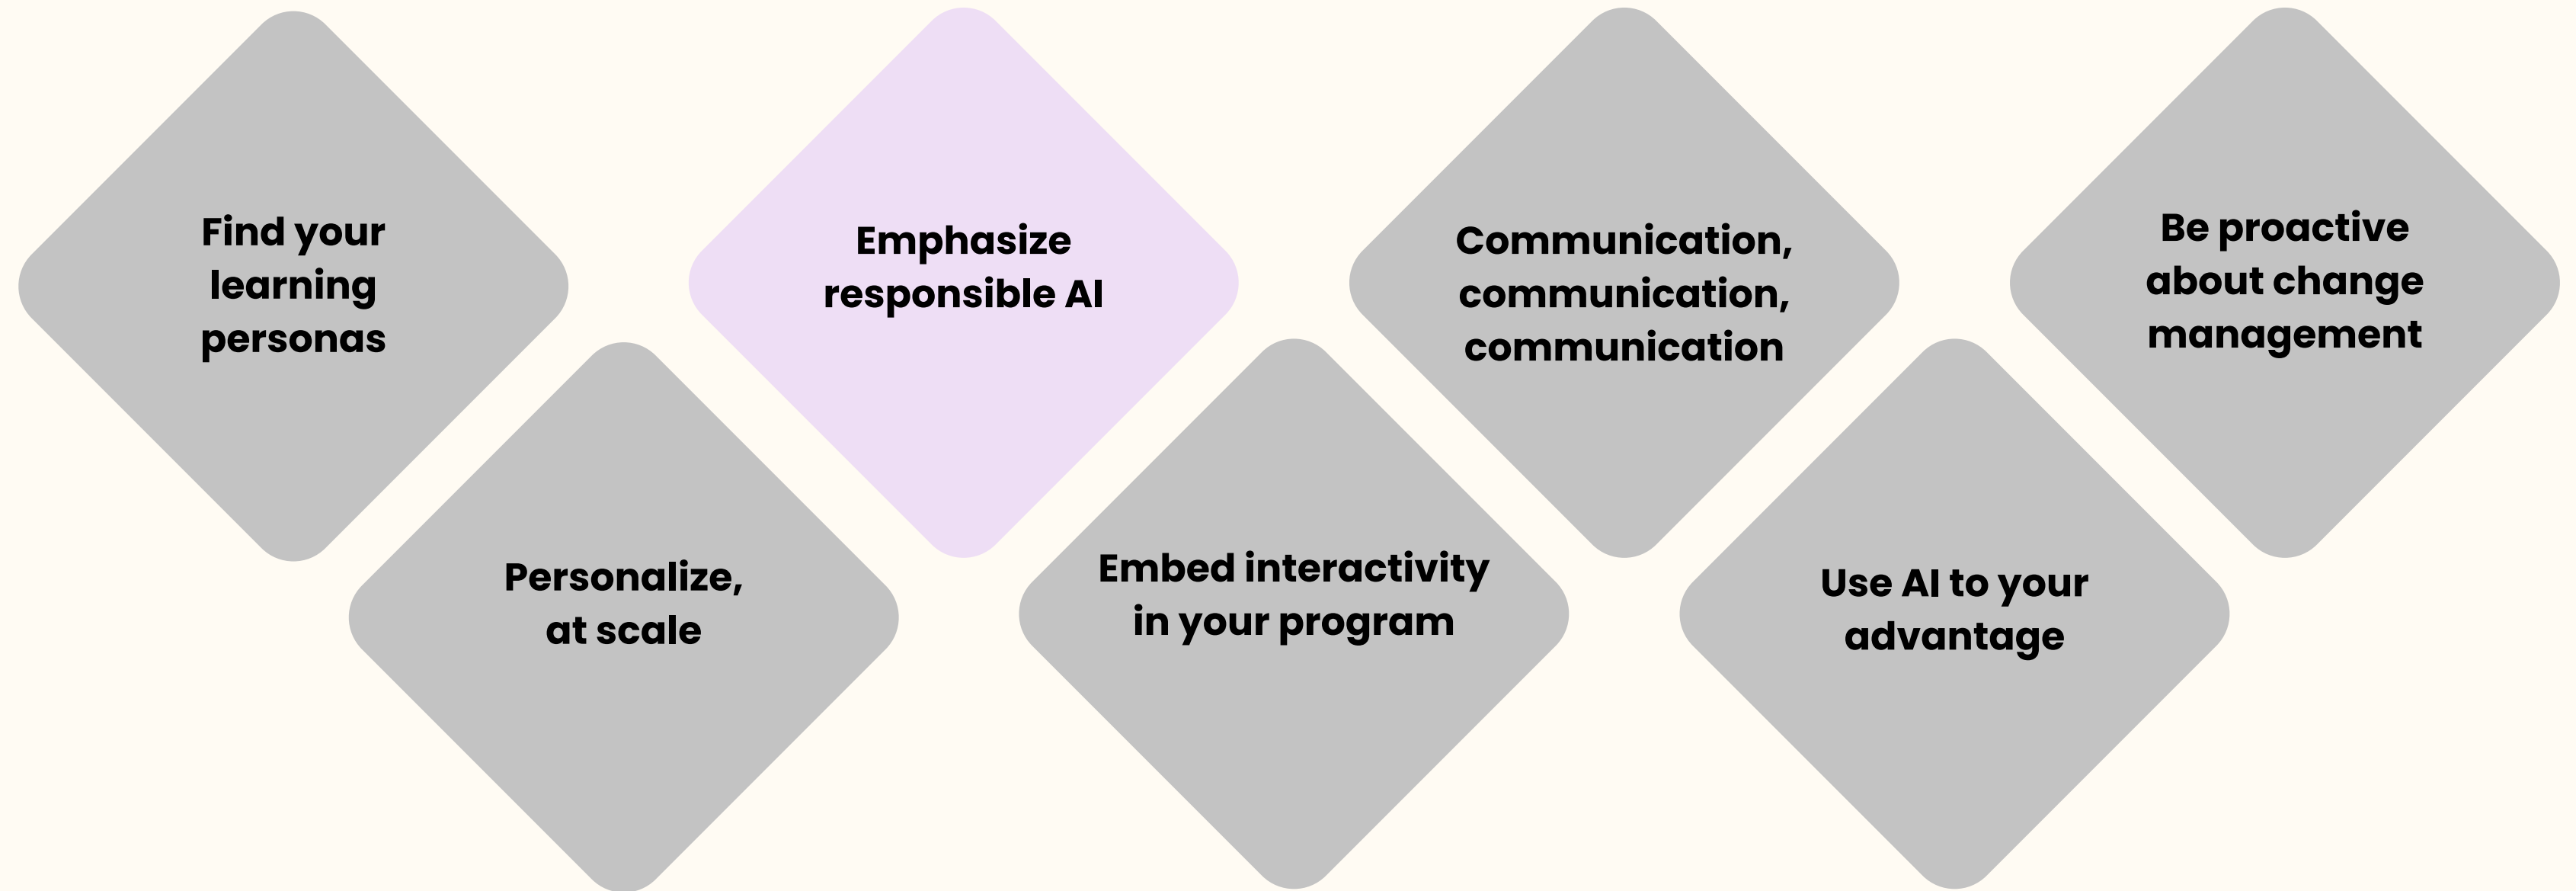 Find your
learning
personas
Personalize,
at scale
Emphasize
responsible AI
Embed interactivity
in your program
Communication,
communication,
communication
Use AI to your
advantage
Be proactive
about change
management